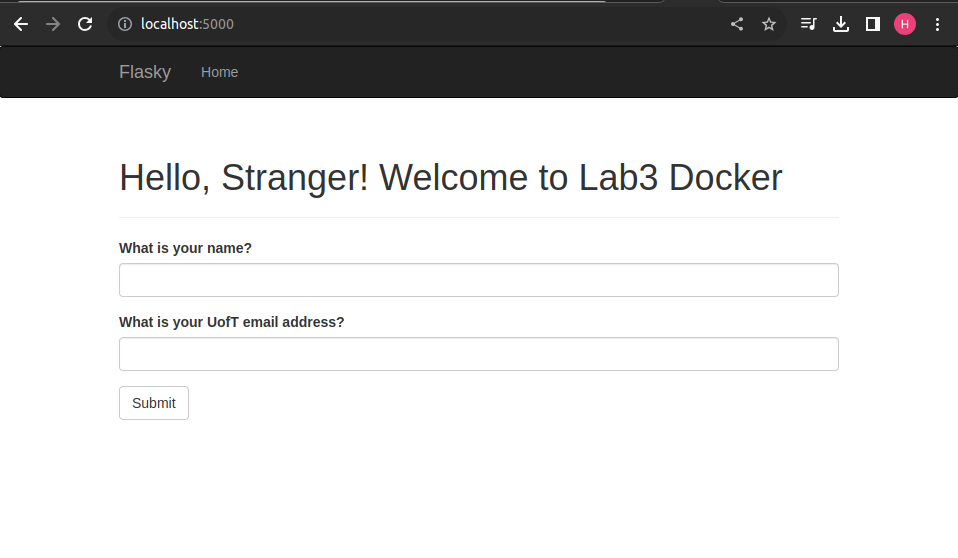 localhost:5000
H
Flasky Home
Hello, Stranger! Welcome to Lab3 Docker
What is your name?
What is your UofT email address?
Submit